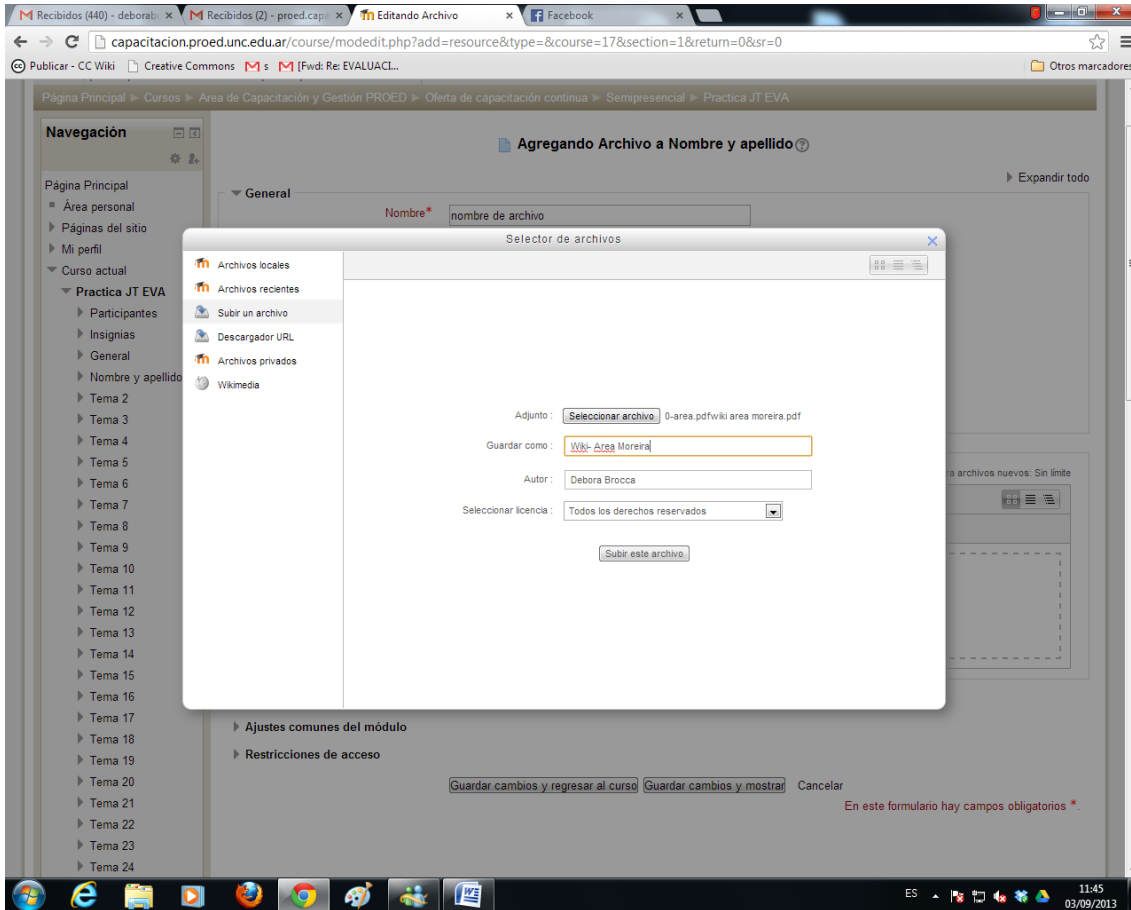 Recibidos (440) - debora
Recibidos (2) - proed.capa
Editando Archivo
Facebook
capacitacion.proed.unc.edu.ar/course/modedit.php?add=resource&type=&course=17&section=1&return=0&sr=0
Publicar - CC Wiki Creative Commons s [Fwd: Re: EVALUACI... Otros marcadores
Página Principal ► Cursos ► Area de Capacitación y Gestión PROED ► Oferta de capacitación continua ► Semipresencial ► Practica JT EVA
Navegación
Agregando Archivo a Nombre y apellido
Expandir todo
Página Principal
Área personal
Páginas del sitio
Mi perfil
Curso actual
Practica JT EVA
Participantes
Insignias
General
Nombre y apellido
Tema 2
Tema 3
Tema 4
Tema 5
Tema 6
Tema 7
Tema 8
Tema 9
Tema 10
Tema 11
Tema 12
Tema 13
Tema 14
Tema 15
Tema 16
Tema 17
Tema 18
Tema 19
Tema 20
Tema 21
Tema 22
Tema 23
Tema 24
General
Nombre* nombre de archivo
Selector de archivos
Archivos locales
Archivos recientes
Subir un archivo
Descargador URL
Archivos privados
Wikimedia
Adjunto : Seleccionar archivo 0-area.pdfwiki area moreira.pdf
Guardar como : Wiki- Area Moreira
Autor : Debora Brocca
Seleccionar licencia : Todos los derechos reservados
Subir este archivo
archivos nuevos: Sin límite
Ajustes comunes del módulo
Restricciones de acceso
Guardar cambios y regresar al curso Guardar cambios y mostrar Cancelar
En este formulario hay campos obligatorios *.
ES
11:45
03/09/2013